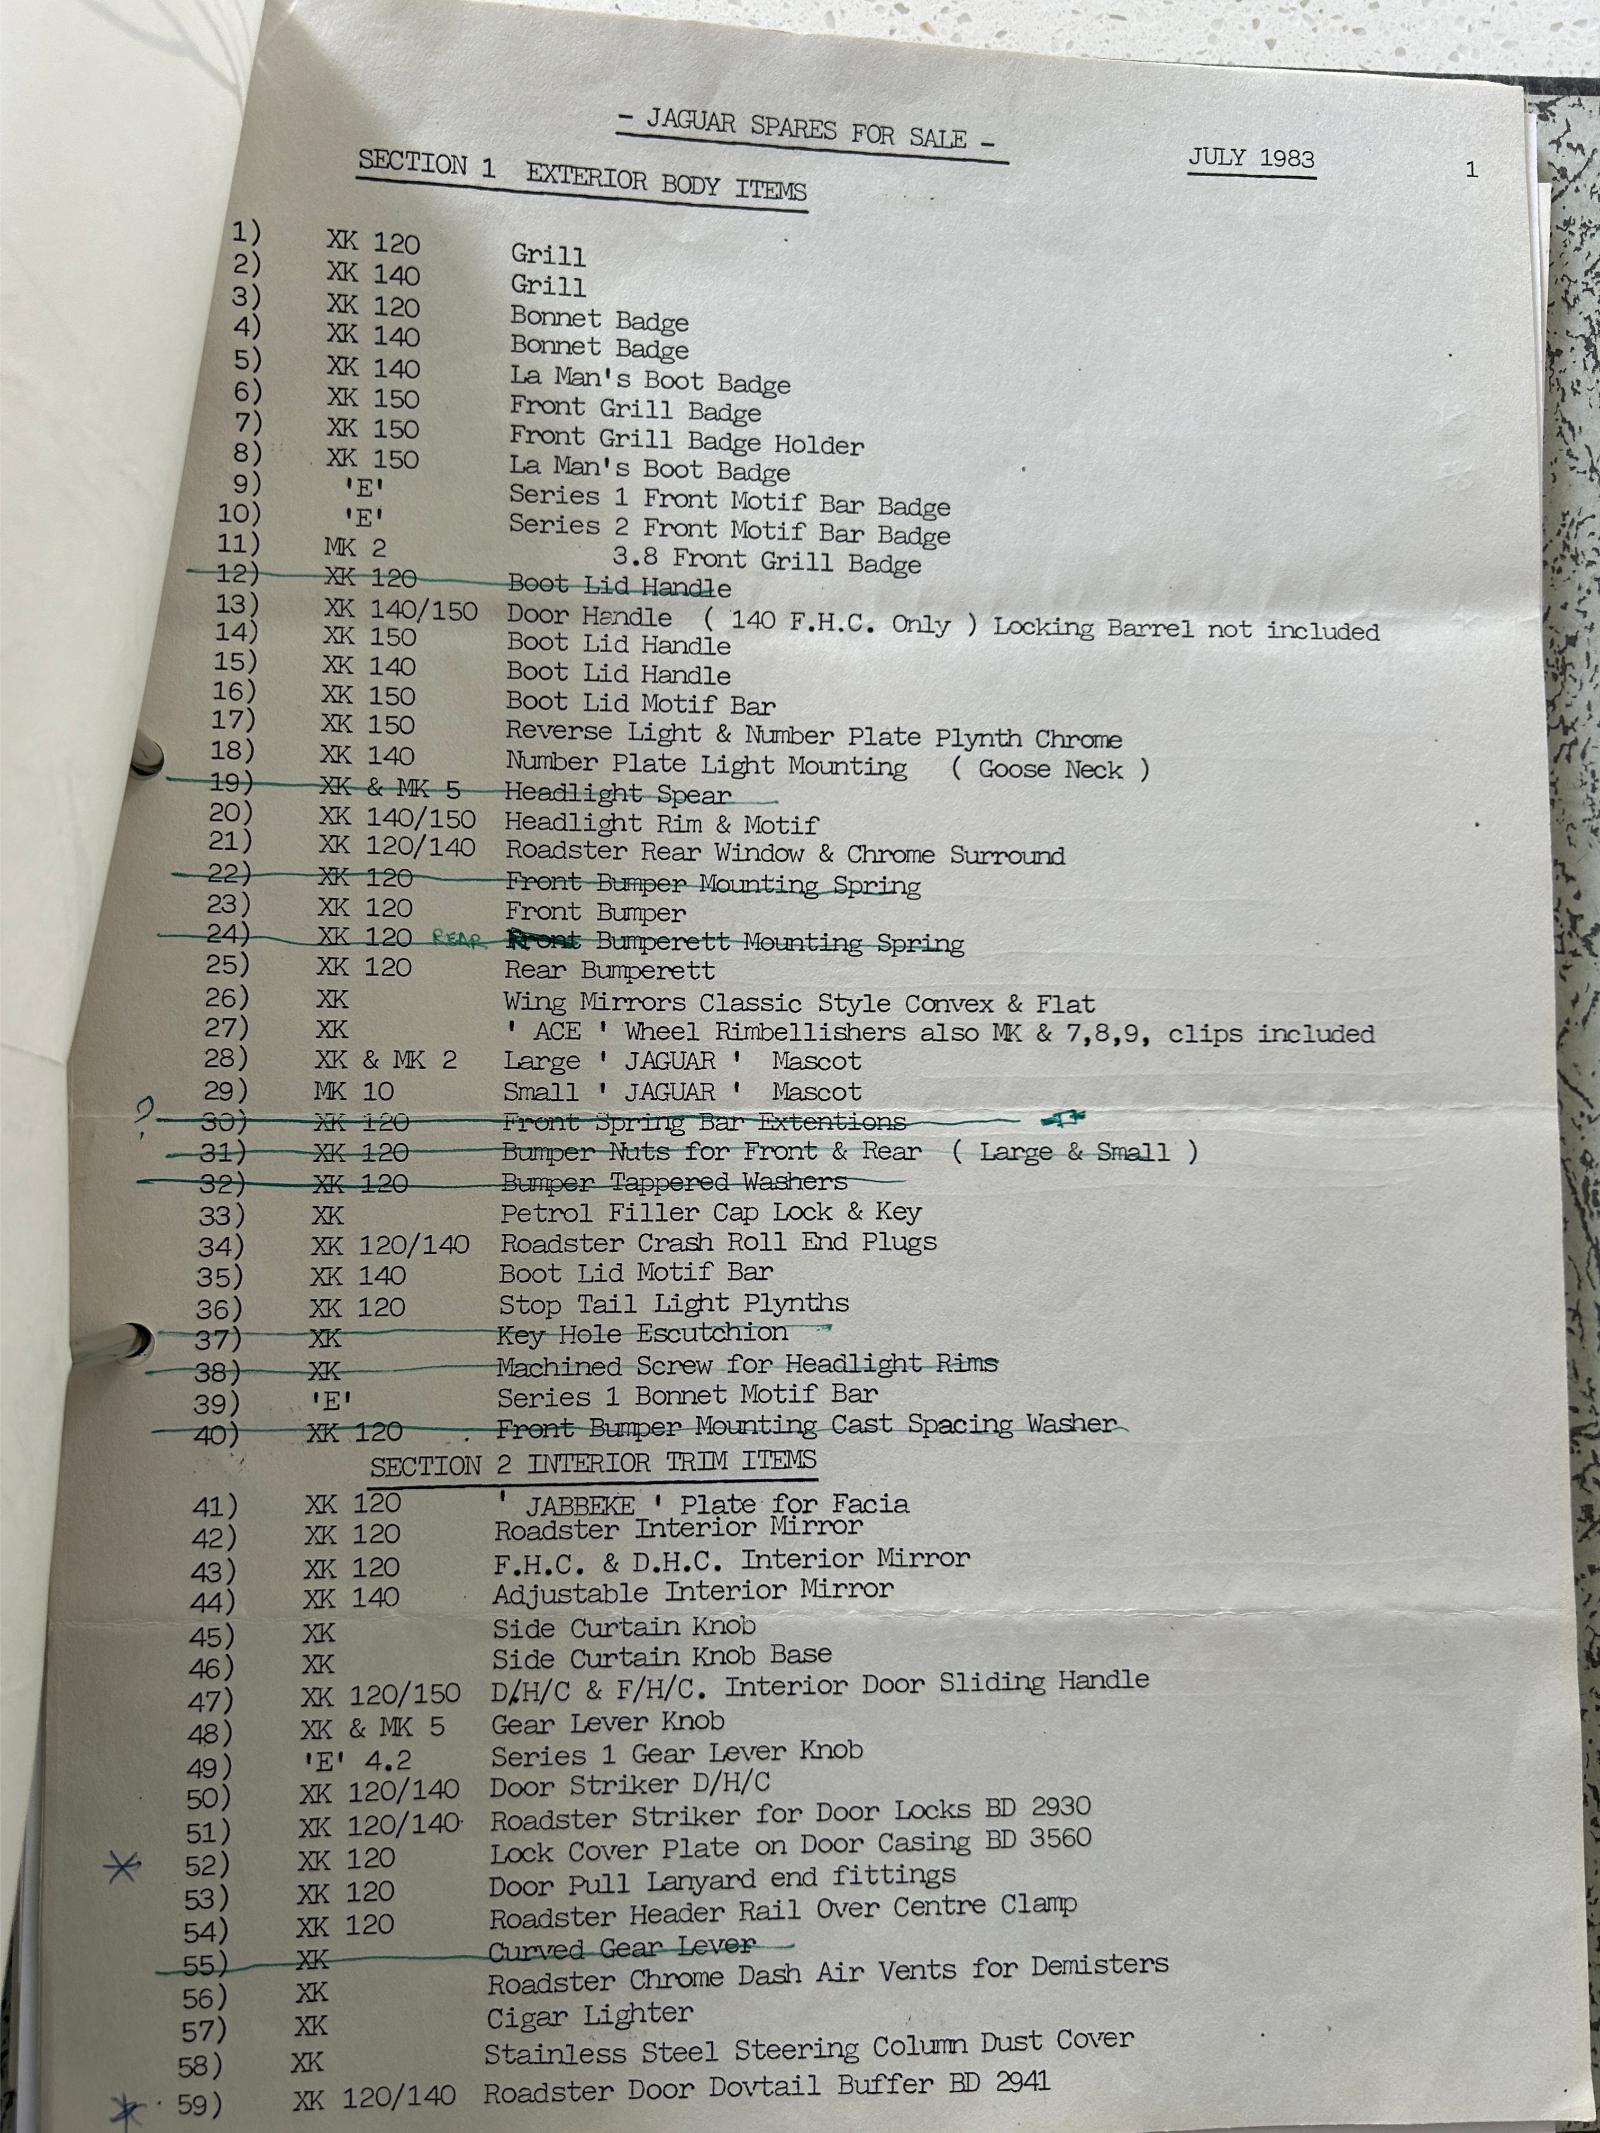 - JAGUAR SPARES FOR SALE -
JULY 1983
1
SECTION 1 EXTERIOR BODY ITEMS
1) XK 120 Grill
2) XK 140 Grill
3) XK 120 Bonnet Badge
4) XK 140 Bonnet Badge
5) XK 140 La Man's Boot Badge
6) XK 150 Front Grill Badge
7) XK 150 Front Grill Badge Holder
8) XK 150 La Man's Boot Badge
9) 'E' Series 1 Front Motif Bar Badge
10) 'E' Series 2 Front Motif Bar Badge
11) MK 2 3.8 Front Grill Badge
12) XK 120 Boot Lid Handle
13) XK 140/150 Door Handle ( 140 F.H.C. Only ) Locking Barrel not included
14) XK 150 Boot Lid Handle
15) XK 140 Boot Lid Handle
16) XK 150 Boot Lid Motif Bar
17) XK 150 Reverse Light & Number Plate Plynth Chrome
18) XK 140 Number Plate Light Mounting ( Goose Neck )
19) XK & MK 5 Headlight Spear
20) XK 140/150 Headlight Rim & Motif
21) XK 120/140 Roadster Rear Window & Chrome Surround
22) XK 120 Front Bumper Mounting Spring
23) XK 120 Front Bumper
24) XK 120 REAR Front Bumperett Mounting Spring
25) XK 120 Rear Bumperett
26) XK Wing Mirrors Classic Style Convex & Flat
27) XK ' ACE ' Wheel Rimbellishers also MK & 7,8,9, clips included
28) XK & MK 2 Large ' JAGUAR ' Mascot
29) MK 10 Small ' JAGUAR ' Mascot
? 30) XK 120 Front Spring Bar Extentions
31) XK 120 Bumper Nuts for Front & Rear ( Large & Small )
32) XK 120 Bumper Tappered Washers
33) XK Petrol Filler Cap Lock & Key
34) XK 120/140 Roadster Crash Roll End Plugs
35) XK 140 Boot Lid Motif Bar
36) XK 120 Stop Tail Light Plynths
37) XK Key Hole Escutchion
38) XK Machined Screw for Headlight Rims
39) 'E' Series 1 Bonnet Motif Bar
40) XK 120 Front Bumper Mounting Cast Spacing Washer
SECTION 2 INTERIOR TRIM ITEMS
41) XK 120 ' JABBEKE ' Plate for Facia
42) XK 120 Roadster Interior Mirror
43) XK 120 F.H.C. & D.H.C. Interior Mirror
44) XK 140 Adjustable Interior Mirror
45) XK Side Curtain Knob
46) XK Side Curtain Knob Base
47) XK 120/150 D/H/C & F/H/C. Interior Door Sliding Handle
48) XK & MK 5 Gear Lever Knob
49) 'E' 4.2 Series 1 Gear Lever Knob
50) XK 120/140 Door Striker D/H/C
51) XK 120/140 Roadster Striker for Door Locks BD 2930
* 52) XK 120 Lock Cover Plate on Door Casing BD 3560
53) XK 120 Door Pull Lanyard end fittings
54) XK 120 Roadster Header Rail Over Centre Clamp
55) XK Curved Gear Lever
56) XK Roadster Chrome Dash Air Vents for Demisters
57) XK Cigar Lighter
58) XK Stainless Steel Steering Column Dust Cover
* 59) XK 120/140 Roadster Door Dovtail Buffer BD 2941